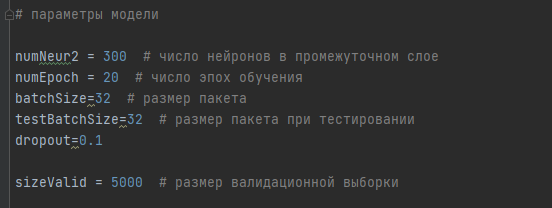 # параметры модели
numNeur2 = 300  # число нейронов в промежуточном слое
numEpoch = 20  # число эпох обучения
batchSize=32  # размер пакета
testBatchSize=32  # размер пакета при тестировании
dropout=0.1
sizeValid = 5000  # размер валидационной выборки